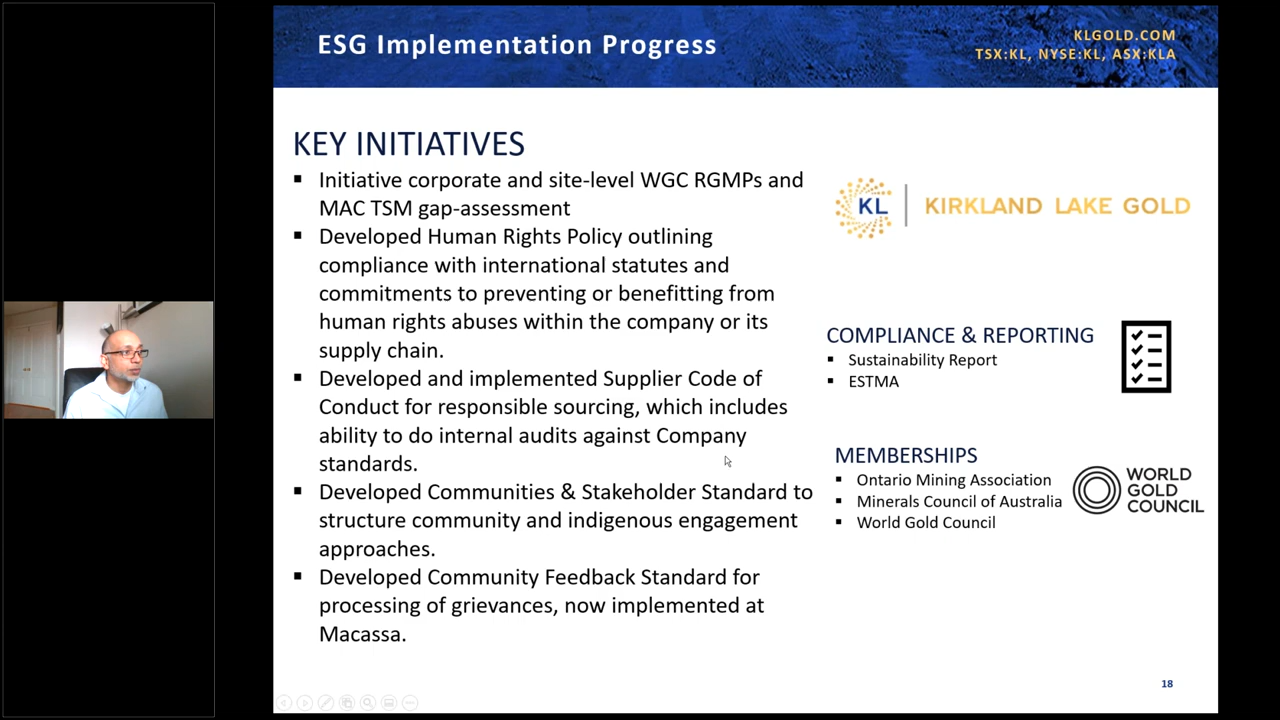 ESG Implementation Progress
KLGOLD.COM
TSX:KL, NYSE:KL, ASX:KLA
KEY INITIATIVES
▪ Initiative corporate and site-level WGC RGMPs and
MAC TSM gap-assessment
▪ Developed Human Rights Policy outlining
compliance with international statutes and
commitments to preventing or benefitting from
human rights abuses within the company or its
supply chain.
▪ Developed and implemented Supplier Code of
Conduct for responsible sourcing, which includes
ability to do internal audits against Company
standards.
▪ Developed Communities & Stakeholder Standard to
structure community and indigenous engagement
approaches.
▪ Developed Community Feedback Standard for
processing of grievances, now implemented at
Macassa.
KL | KIRKLAND LAKE GOLD
COMPLIANCE & REPORTING
▪ Sustainability Report
▪ ESTMA
MEMBERSHIPS
▪ Ontario Mining Association
▪ Minerals Council of Australia
▪ World Gold Council
WORLD
GOLD
COUNCIL
18